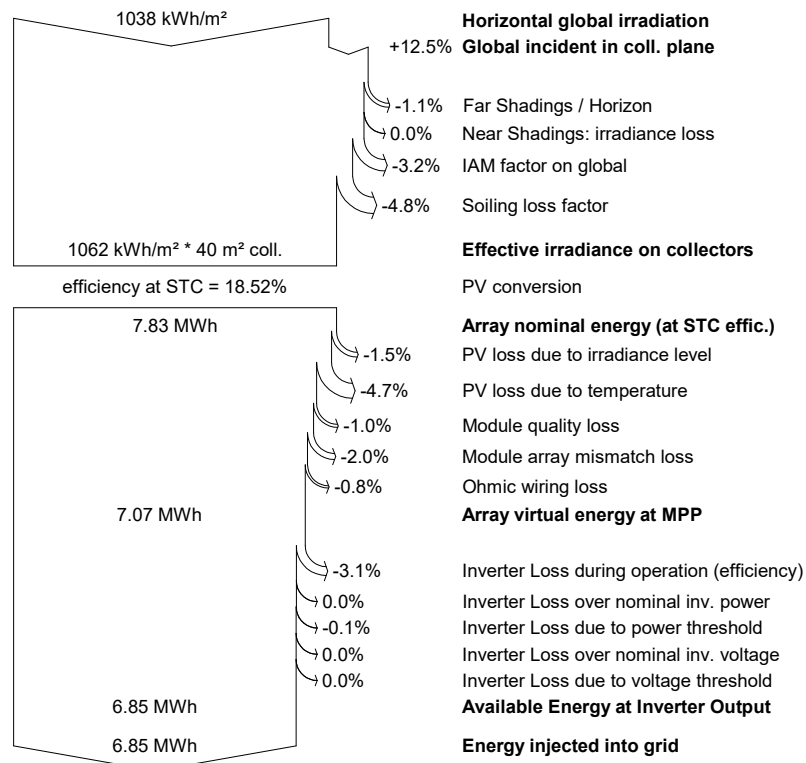 1038 kWh/m² Horizontal global irradiation
+12.5% Global incident in coll. plane
-1.1% Far Shadings / Horizon
0.0% Near Shadings: irradiance loss
-3.2% IAM factor on global
-4.8% Soiling loss factor
1062 kWh/m² * 40 m² coll. Effective irradiance on collectors
efficiency at STC = 18.52% PV conversion
7.83 MWh Array nominal energy (at STC effic.)
-1.5% PV loss due to irradiance level
-4.7% PV loss due to temperature
-1.0% Module quality loss
-2.0% Module array mismatch loss
-0.8% Ohmic wiring loss
7.07 MWh Array virtual energy at MPP
-3.1% Inverter Loss during operation (efficiency)
0.0% Inverter Loss over nominal inv. power
-0.1% Inverter Loss due to power threshold
0.0% Inverter Loss over nominal inv. voltage
0.0% Inverter Loss due to voltage threshold
6.85 MWh Available Energy at Inverter Output
6.85 MWh Energy injected into grid